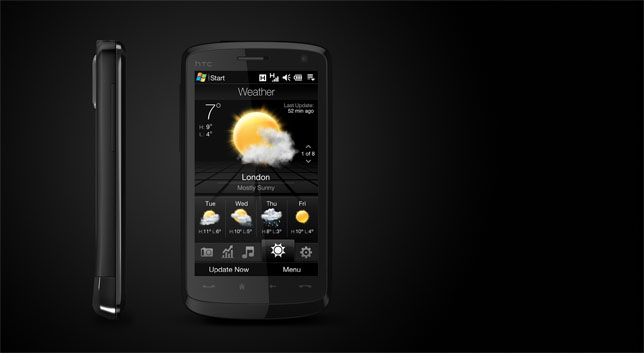 htc
Start
Weather
7°
H: 9°
L: 4°
Last Update:
52 min ago
1 of 8
London
Mostly Sunny
Tue Wed Thu Fri
H:11° L:6° H:10° L:5° H:8° L:3° H:10° L:4°
Update Now Menu